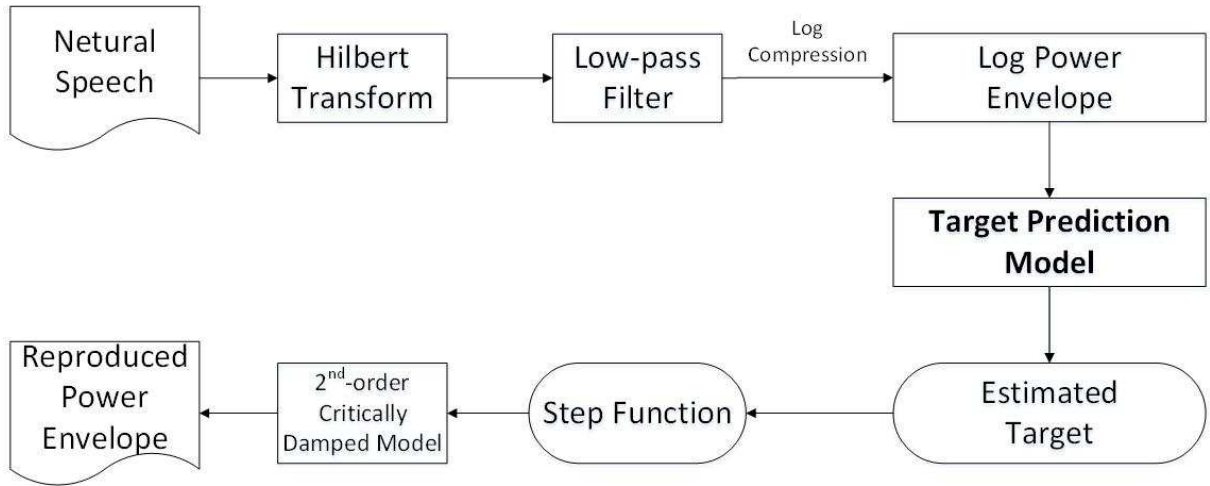 Netural
Speech
Hilbert
Transform
Low-pass
Filter
Log
Compression
Log Power
Envelope
Target Prediction
Model
Estimated
Target
Step Function
2nd-order
Critically
Damped Model
Reproduced
Power
Envelope